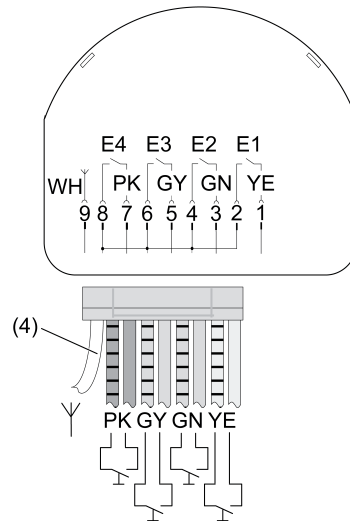 E4 E3 E2 E1
WH PK GY GN YE
9 8 7 6 5 4 3 2 1
(4)
PK GY GN YE